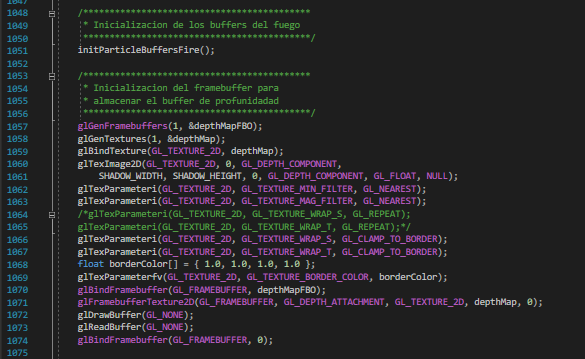 1047
1048 /*******************************************
1049 * Inicializacion de los buffers del fuego
1050 *******************************************/
1051 initParticleBuffersFire();
1052
1053 /*******************************************
1054 * Inicializacion del framebuffer para
1055 * almacenar el buffer de profunidadad
1056 *******************************************/
1057 glGenFramebuffers(1, &depthMapFBO);
1058 glGenTextures(1, &depthMap);
1059 glBindTexture(GL_TEXTURE_2D, depthMap);
1060 glTexImage2D(GL_TEXTURE_2D, 0, GL_DEPTH_COMPONENT,
1061 SHADOW_WIDTH, SHADOW_HEIGHT, 0, GL_DEPTH_COMPONENT, GL_FLOAT, NULL);
1062 glTexParameteri(GL_TEXTURE_2D, GL_TEXTURE_MIN_FILTER, GL_NEAREST);
1063 glTexParameteri(GL_TEXTURE_2D, GL_TEXTURE_MAG_FILTER, GL_NEAREST);
1064 /*glTexParameteri(GL_TEXTURE_2D, GL_TEXTURE_WRAP_S, GL_REPEAT);
1065 glTexParameteri(GL_TEXTURE_2D, GL_TEXTURE_WRAP_T, GL_REPEAT);*/
1066 glTexParameteri(GL_TEXTURE_2D, GL_TEXTURE_WRAP_S, GL_CLAMP_TO_BORDER);
1067 glTexParameteri(GL_TEXTURE_2D, GL_TEXTURE_WRAP_T, GL_CLAMP_TO_BORDER);
1068 float borderColor[] = { 1.0, 1.0, 1.0, 1.0 };
1069 glTexParameterfv(GL_TEXTURE_2D, GL_TEXTURE_BORDER_COLOR, borderColor);
1070 glBindFramebuffer(GL_FRAMEBUFFER, depthMapFBO);
1071 glFramebufferTexture2D(GL_FRAMEBUFFER, GL_DEPTH_ATTACHMENT, GL_TEXTURE_2D, depthMap, 0);
1072 glDrawBuffer(GL_NONE);
1073 glReadBuffer(GL_NONE);
1074 glBindFramebuffer(GL_FRAMEBUFFER, 0);
1075